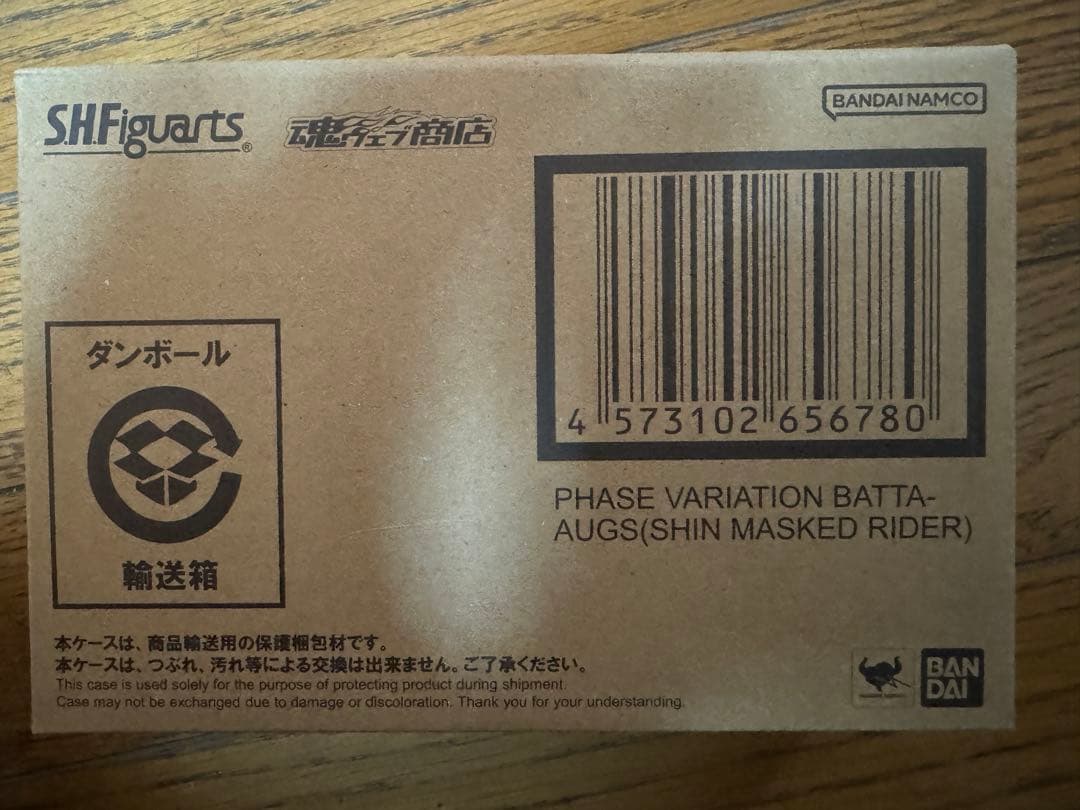 S.H.Figuarts®
魂ウェブ商店
BANDAI NAMCO
4 573102 656780
PHASE VARIATION BATTA-
AUGS(SHIN MASKED RIDER)
ダンボール
輸送箱
本ケースは、商品輸送用の保護梱包材です。
本ケースは、つぶれ、汚れ等による交換は出来ません。ご了承ください。
This case is used solely for the purpose of protecting product during shipment.
Case may not be exchanged due to damage or discoloration. Thank you for your understanding.
BAN
DAI